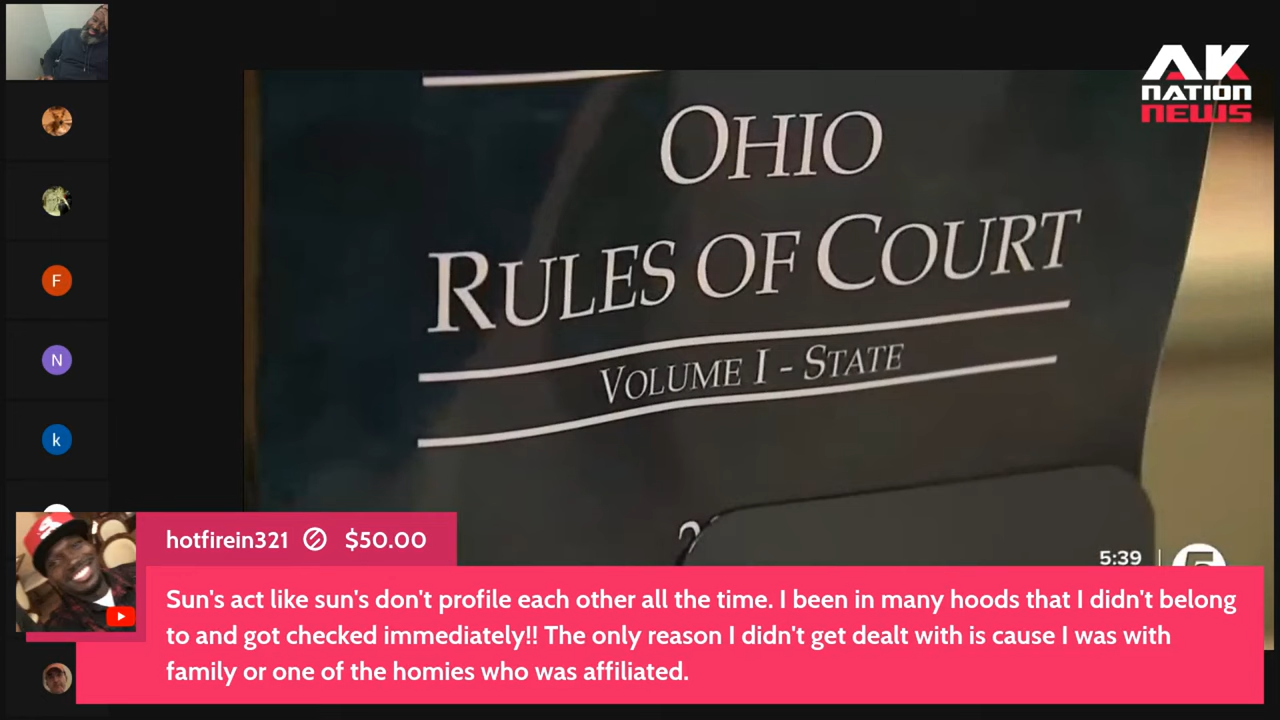 AK
NATION
NEWS
OHIO
RULES OF COURT
VOLUME I - STATE
F
N
k
hotfirein321 $50.00
5:39
Sun's act like sun's don't profile each other all the time. I been in many hoods that I didn't belong
to and got checked immediately!! The only reason I didn't get dealt with is cause I was with
family or one of the homies who was affiliated.